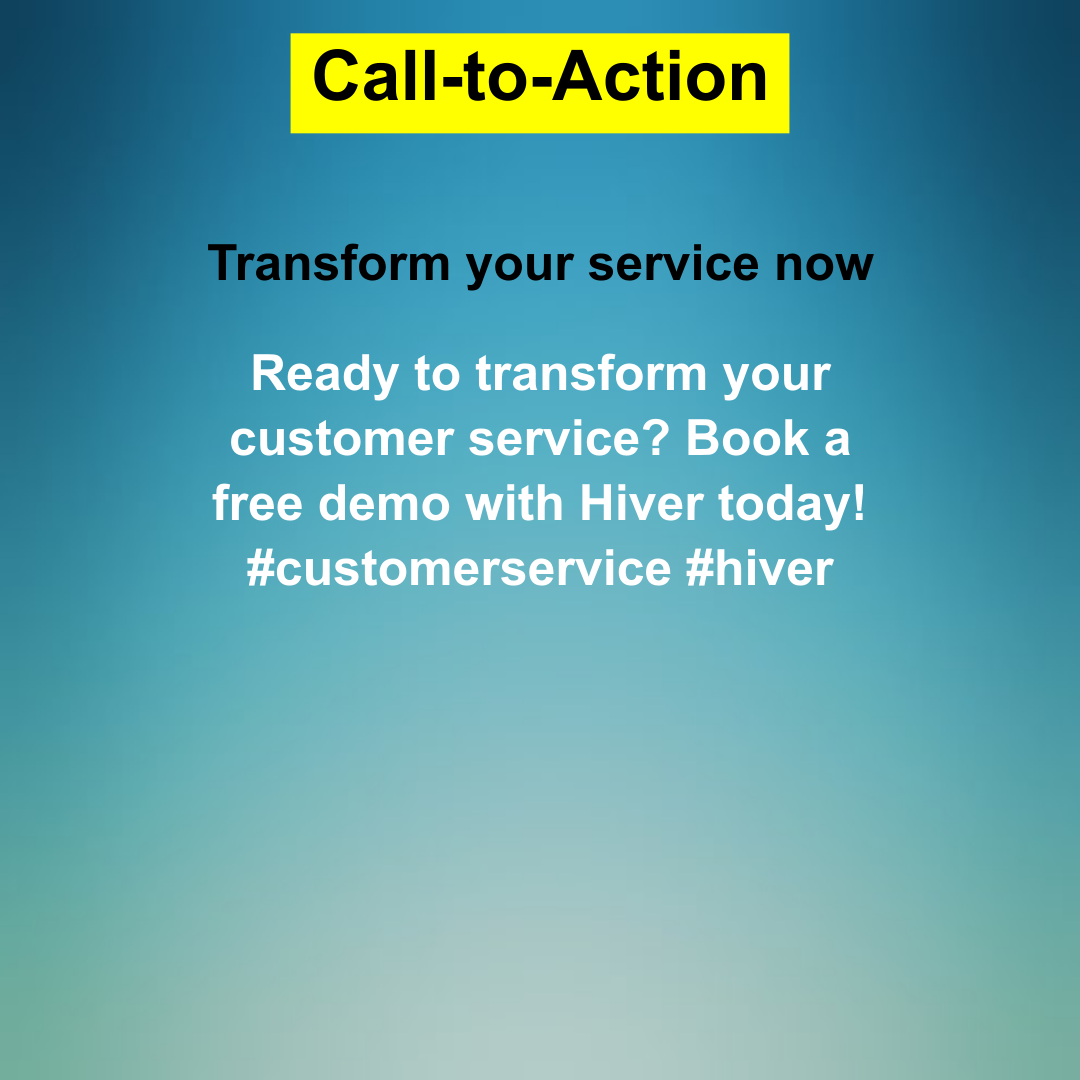 Call-to-Action
Transform your service now
Ready to transform your
customer service? Book a
free demo with Hiver today!
#customerservice #hiver